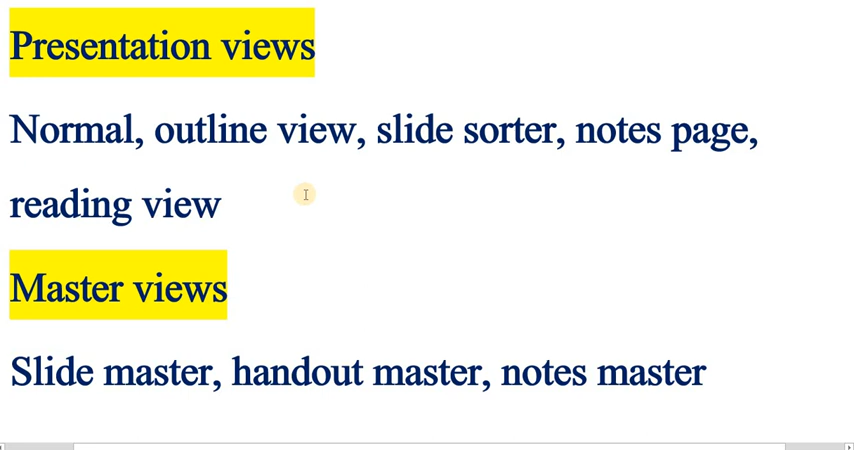 Presentation views
Normal, outline view, slide sorter, notes page,
reading view
Master views
Slide master, handout master, notes master